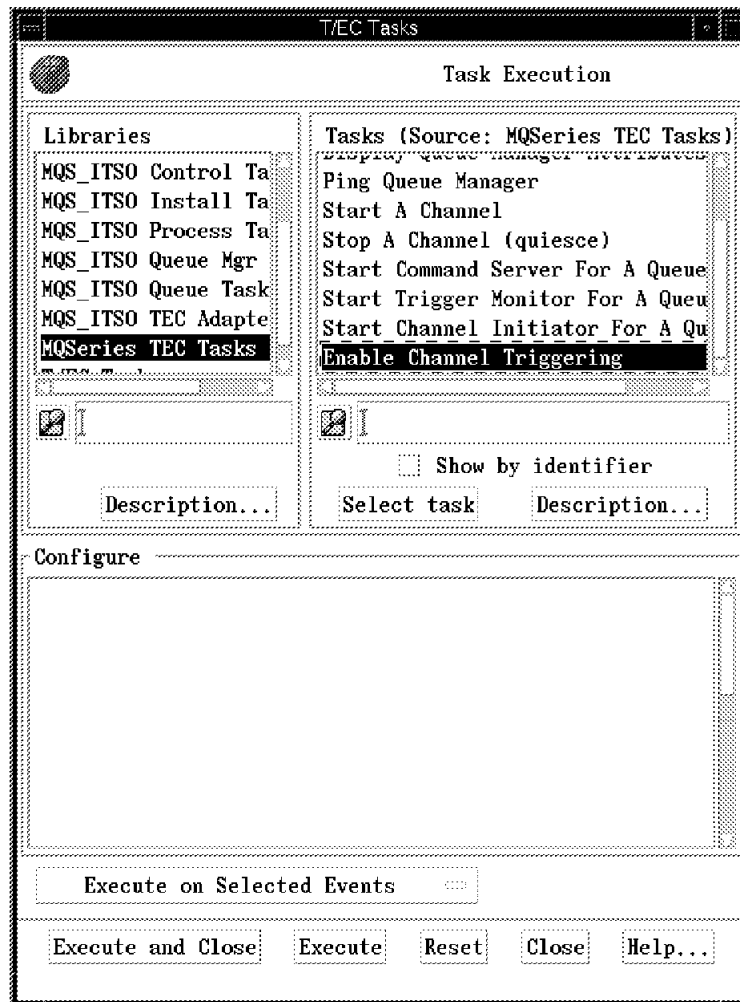 T/EC Tasks
Task Execution
Libraries
MQS_ITSO Control Ta
MQS_ITSO Install Ta
MQS_ITSO Process Ta
MQS_ITSO Queue Mgr
MQS_ITSO Queue Task
MQS_ITSO TEC Adapte
MQSeries TEC Tasks
Tasks (Source: MQSeries TEC Tasks)
Display Queue Manager Attributes
Ping Queue Manager
Start A Channel
Stop A Channel (quiesce)
Start Command Server For A Queue
Start Trigger Monitor For A Queu
Start Channel Initiator For A Qu
Enable Channel Triggering
Show by identifier
Description...
Select task
Description...
Configure
Execute on Selected Events
Execute and Close
Execute
Reset
Close
Help...